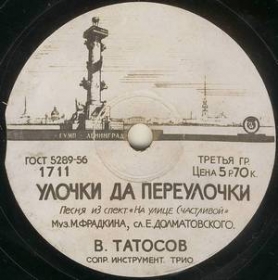 ГУМП - ЛЕНИНГРАД
ГОСТ 5289-56
1711
ТРЕТЬЯ ГР.
ЦЕНА 5 Р 70 К.
УЛОЧКИ ДА ПЕРЕУЛОЧКИ
ПЕСНЯ ИЗ СПЕКТ. «НА УЛИЦЕ СЧАСТЛИВОЙ»
МУЗ. М. ФРАДКИНА, СЛ. Е. ДОЛМАТОВСКОГО.
В. ТАТОСОВ
СОПР. ИНСТРУМЕНТ. ТРИО